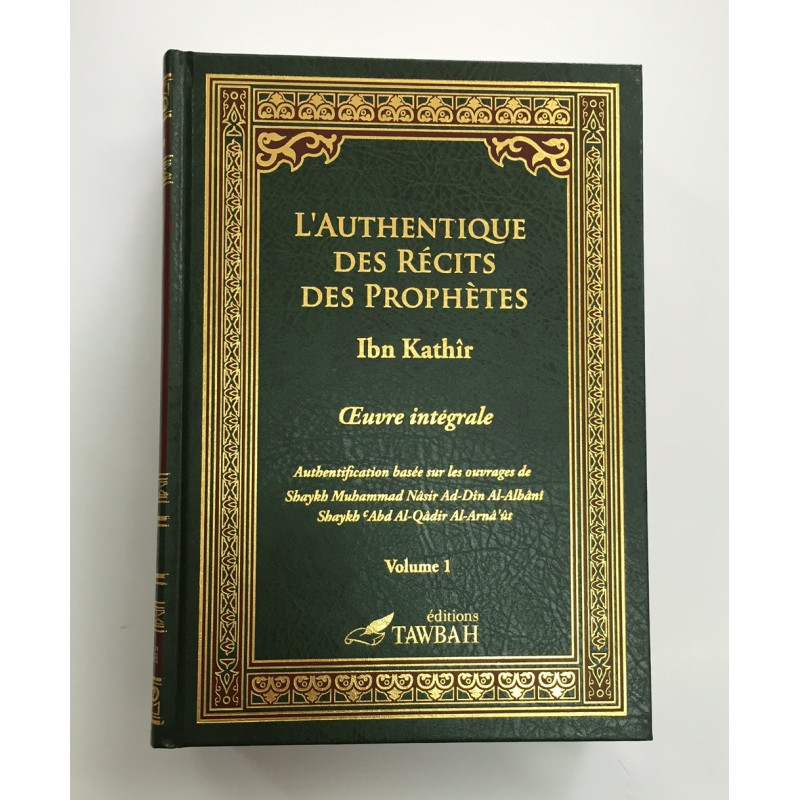 L'AUTHENTIQUE
DES RÉCITS
DES PROPHÈTES
Ibn Kathîr
Œuvre intégrale
Authentification basée sur les ouvrages de
Shaykh Muhammad Nâsir Ad-Dîn Al-Albânî
Shaykh ʿAbd Al-Qâdir Al-Arnâ'ût
Volume 1
éditions
TAWBAH